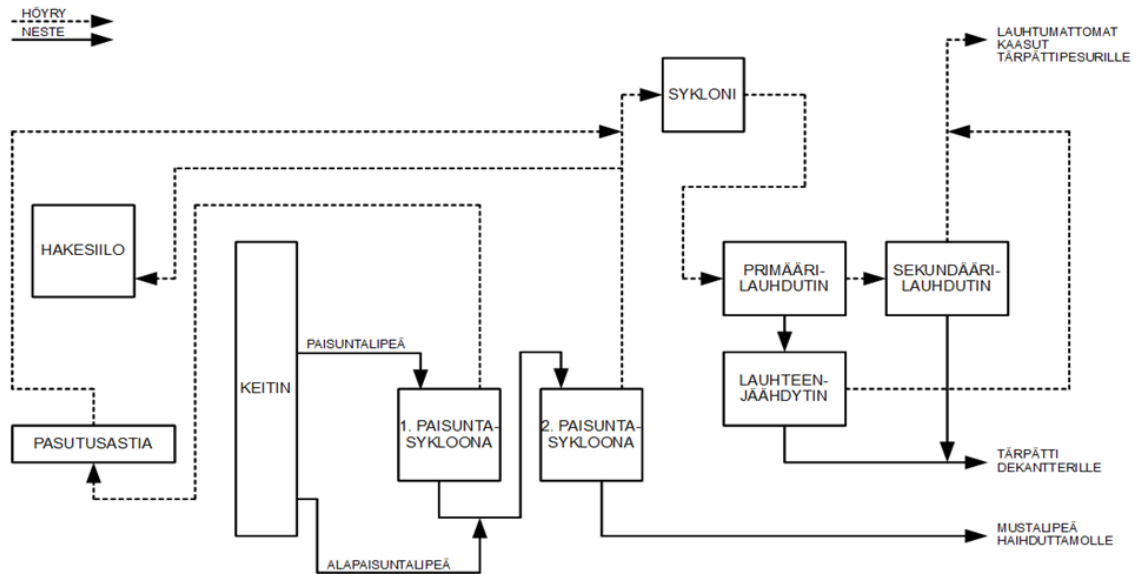 HÖYRY
NESTE
LAUHTUMATTOMAT
KAASUT
TÄRPÄTTIPESURILLE
SYKLONI
HAKESIILO
PRIMÄÄRI-
LAUHDUTIN
SEKUNDÄÄRI-
LAUHDUTIN
PAISUNTALIPEÄ
KEITIN
LAUHTEEN-
JÄÄHDYTIN
PASUTUSASTIA
1. PAISUNTA-
SYKLOONA
2. PAISUNTA-
SYKLOONA
TÄRPÄTTI
DEKANTTERILLE
ALAPAISUNTALIPEÄ
MUSTALIPEÄ
HAIHDUTTAMOLLE